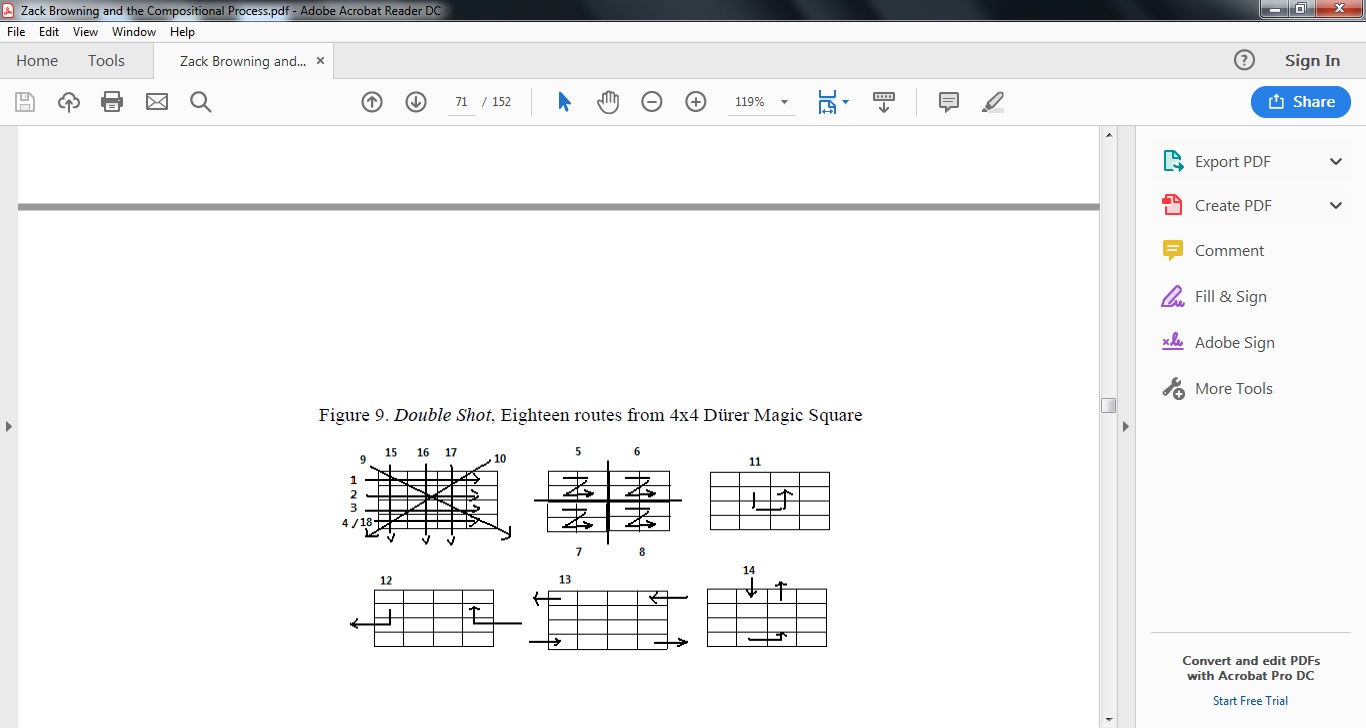 Zack Browning and the Compositional Process.pdf - Adobe Acrobat Reader DC
File Edit View Window Help
Home Tools Zack Browning and... × ? Sign In
71 / 152 119% Share
Export PDF
Create PDF
Comment
Fill & Sign
Adobe Sign
More Tools
Figure 9. Double Shot, Eighteen routes from 4x4 Dürer Magic Square
9 15 16 17 10
1
2
3
4 / 18
5 6
7 8
11
12
13
14
Convert and edit PDFs
with Acrobat Pro DC
Start Free Trial